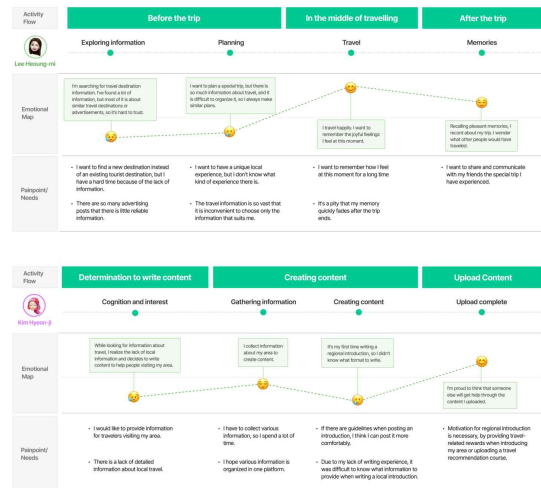 Activity
Flow
Before the trip
In the middle of travelling
After the trip
Lee Heoung-mi
Exploring information
Planning
Travel
Memories
Emotional
Map
I'm searching for travel destination
information. I've found a lot of
information, but most of it is about
similar travel destinations or
advertisements, so it's hard to trust.
I want to plan a special trip, but there is
so much information about travel, and it
is difficult to organize it, so I always make
similar plans.
I travel happily. I want to
remember the joyful feelings
I feel at this moment.
Recalling pleasant memories, I
record about my trip. I wonder
what other people would have
traveled.
Painpoint/
Needs
• I want to find a new destination instead
of an existing tourist destination, but I
have a hard time because of the lack of
information.
• There are so many advertising
posts that there is little reliable
information.
• I want to have a unique local
experience, but I don't know what
kind of experience there is.
• The travel information is so vast that
it is inconvenient to choose only the
information that suits me.
• I want to remember how I feel
at this moment for a long time
• It's a pity that my memory
quickly fades after the trip
ends.
• I want to share and communicate
with my friends the special trip I
have experienced.
Activity
Flow
Determination to write content
Creating content
Upload Content
Kim Hyeon-ji
Cognition and interest
Gathering information
Creating content
Upload complete
Emotional
Map
While looking for information about
travel, I realize the lack of local
information and decides to write
content to help people visiting my area.
I collect information
about my area to
create content.
It's my first time writing a
regional introduction, so I didn't
know what format to write.
I'm proud to think that someone
else will get help through the
content I uploaded.
Painpoint/
Needs
• I would like to provide information
for travelers visiting my area.
• There is a lack of detailed
information about local travel.
• I have to collect various
information, so I spend a lot of
time.
• I hope various information is
organized in one platform.
• If there are guidelines when posting an
introduction, I think I can post it more
comfortably.
• Due to my lack of writing experience, it
was difficult to know what information to
provide when writing a local introduction.
• Motivation for regional introduction
is necessary, by providing travel-
related rewards when introducing
my area or uploading a travel
recommendation course.